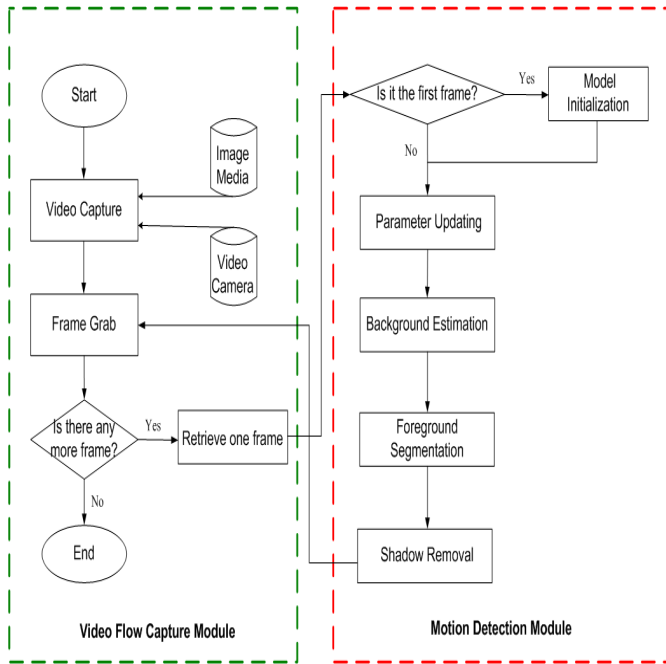 Start
Image
Media
Video Capture
Video
Camera
Frame Grab
Is there any
more frame?
Yes
Retrieve one frame
No
End
Video Flow Capture Module
Is it the first frame?
Yes
Model
Initialization
No
Parameter Updating
Background Estimation
Foreground
Segmentation
Shadow Removal
Motion Detection Module